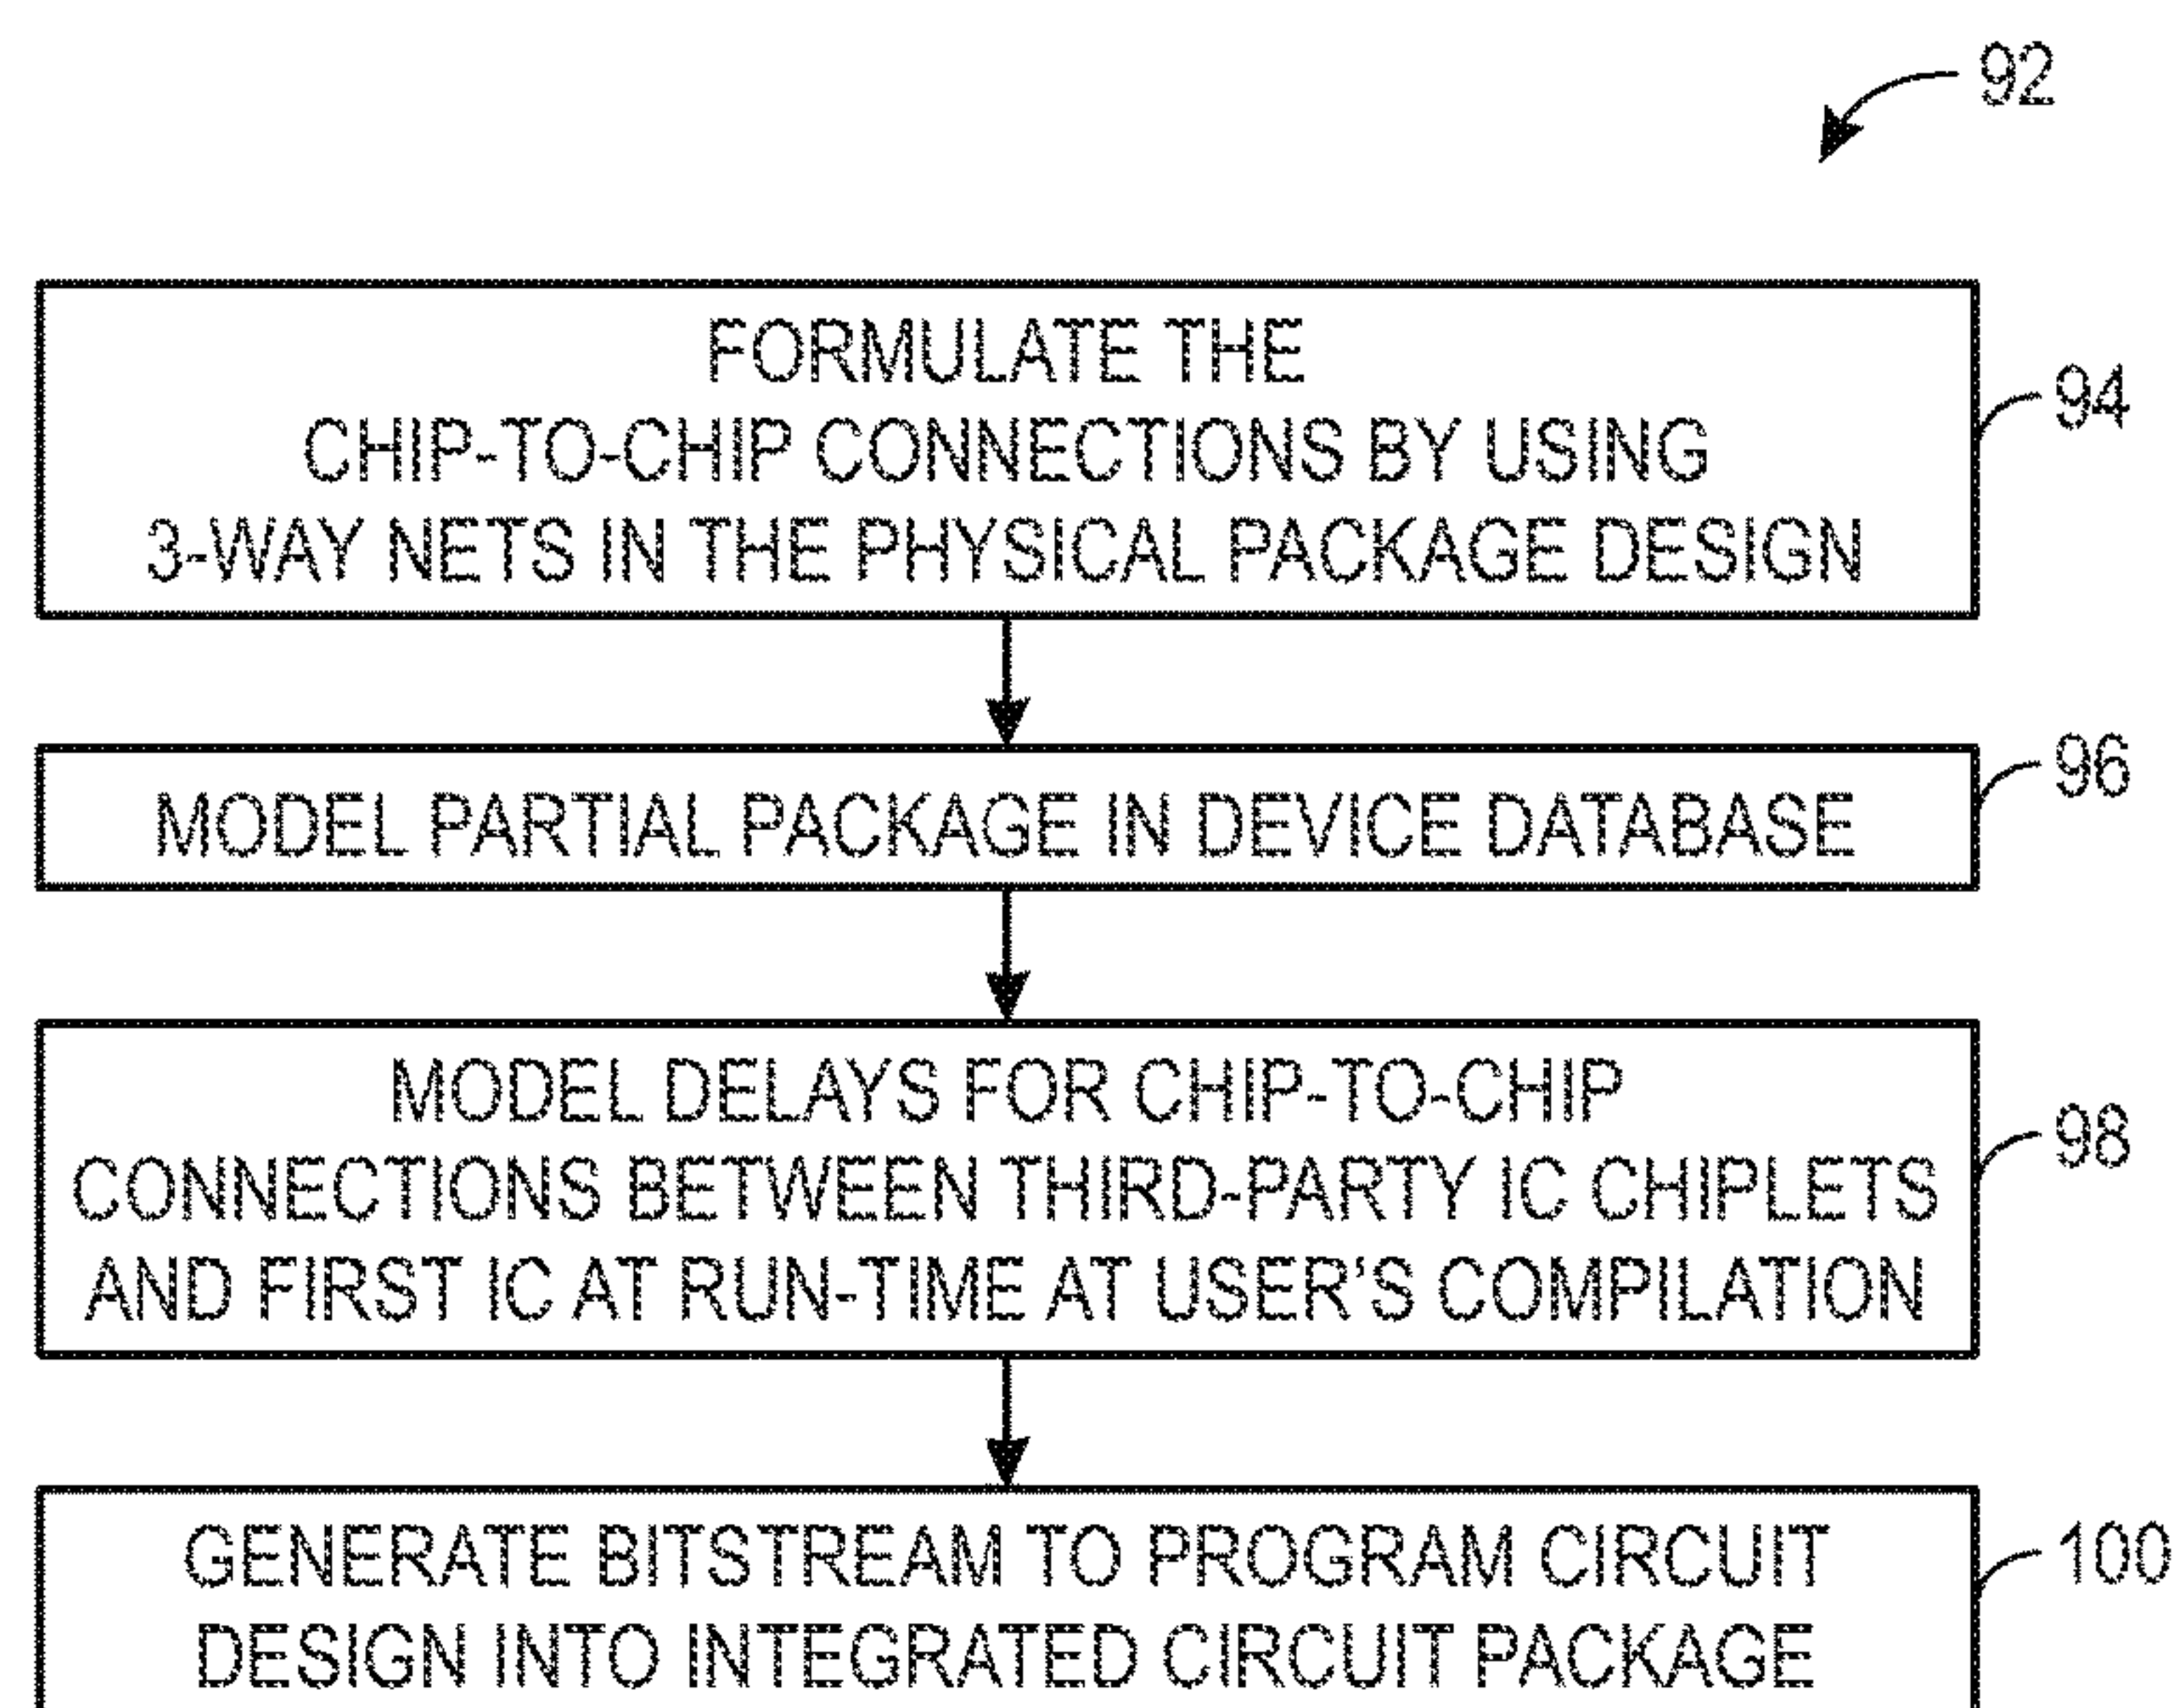 92
FORMULATE THE
CHIP-TO-CHIP CONNECTIONS BY USING
3-WAY NETS IN THE PHYSICAL PACKAGE DESIGN
94
MODEL PARTIAL PACKAGE IN DEVICE DATABASE
96
MODEL DELAYS FOR CHIP-TO-CHIP
CONNECTIONS BETWEEN THIRD-PARTY IC CHIPLETS
AND FIRST IC AT RUN-TIME AT USER'S COMPILATION
98
GENERATE BITSTREAM TO PROGRAM CIRCUIT
DESIGN INTO INTEGRATED CIRCUIT PACKAGE
100